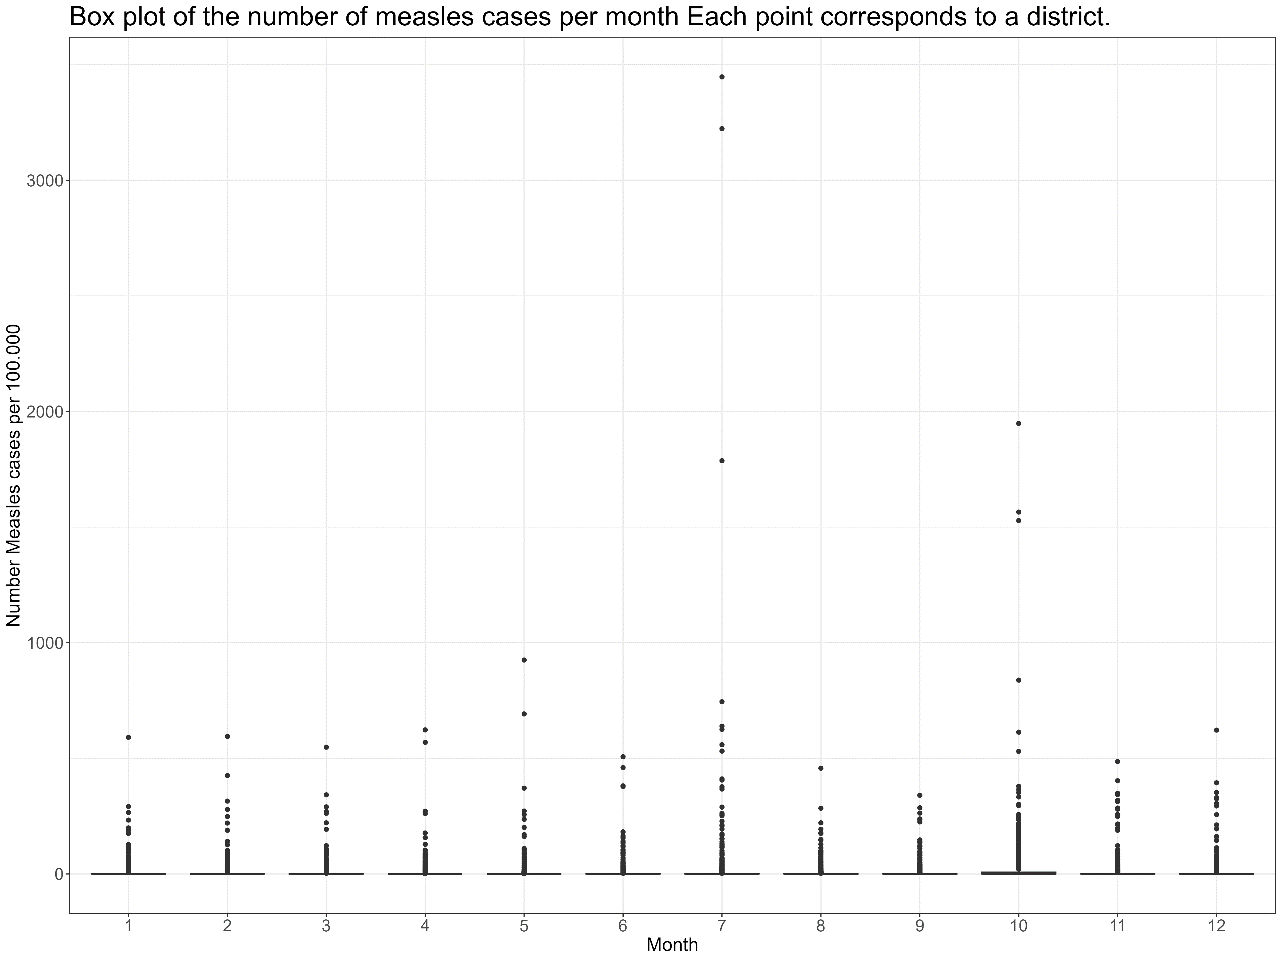 Box plot of the number of measles cases per month Each point corresponds to a district.
Number Measles cases per 100.000
3000
2000
1000
0
1 2 3 4 5 6 7 8 9 10 11 12
Month